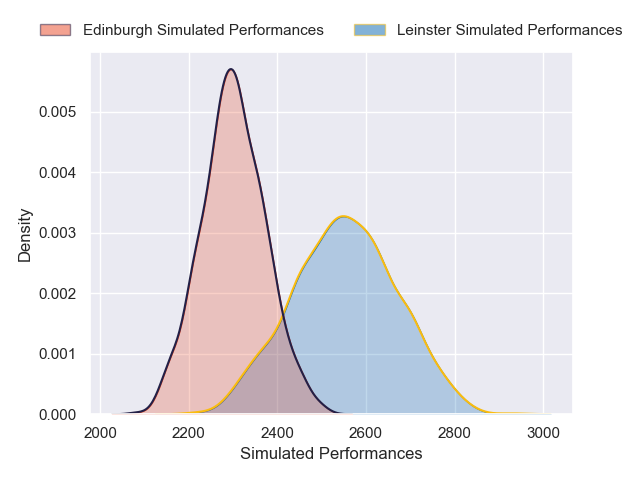 Edinburgh Simulated Performances Leinster Simulated Performances
0.005
0.004
0.003
0.002
0.001
0.000
Density
2000 2200 2400 2600 2800 3000
Simulated Performances